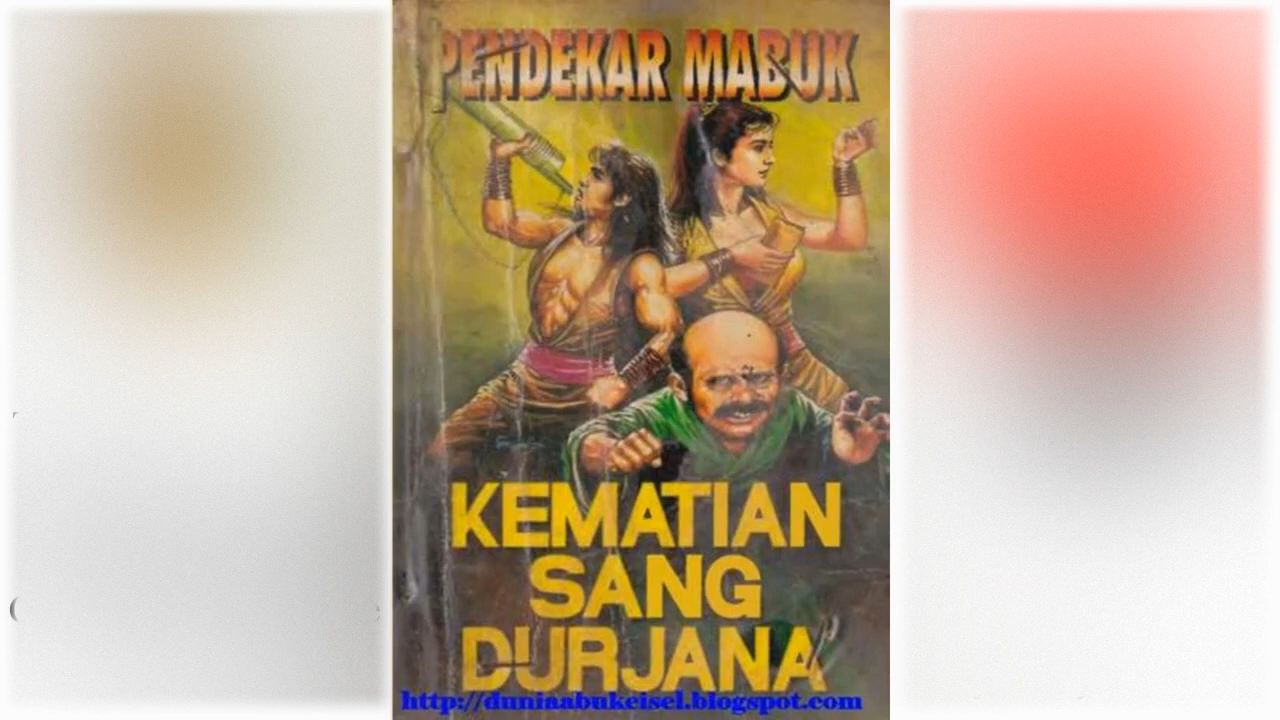 PENDEKAR MABUK
KEMATIAN
SANG
DURJANA
http://duniaabukeisel.blogspot.com